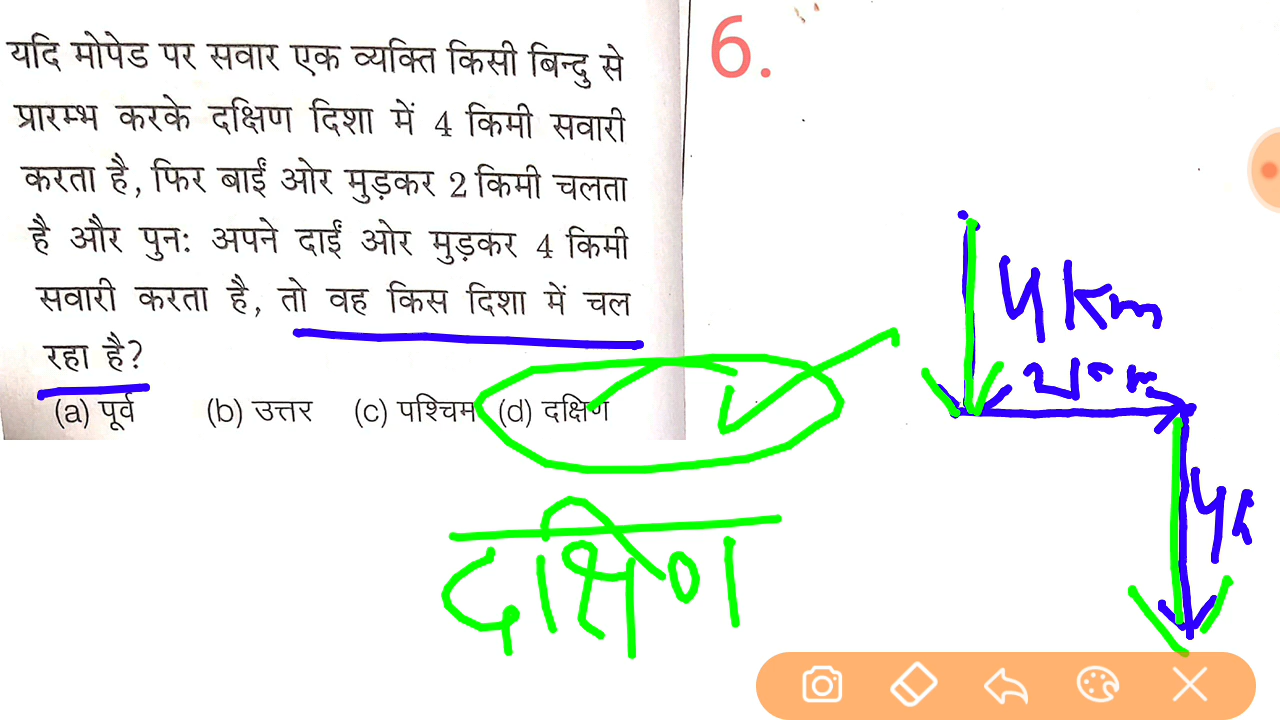 यदि मोपेड पर सवार एक व्यक्ति किसी बिन्दु से
प्रारम्भ करके दक्षिण दिशा में 4 किमी सवारी
करता है, फिर बाईं ओर मुड़कर 2 किमी चलता
है और पुनः अपने दाईं ओर मुड़कर 4 किमी
सवारी करता है, तो वह किस दिशा में चल
रहा है?
(a) पूर्व (b) उत्तर (c) पश्चिम (d) दक्षिण
6.
4 km
दक्षिण